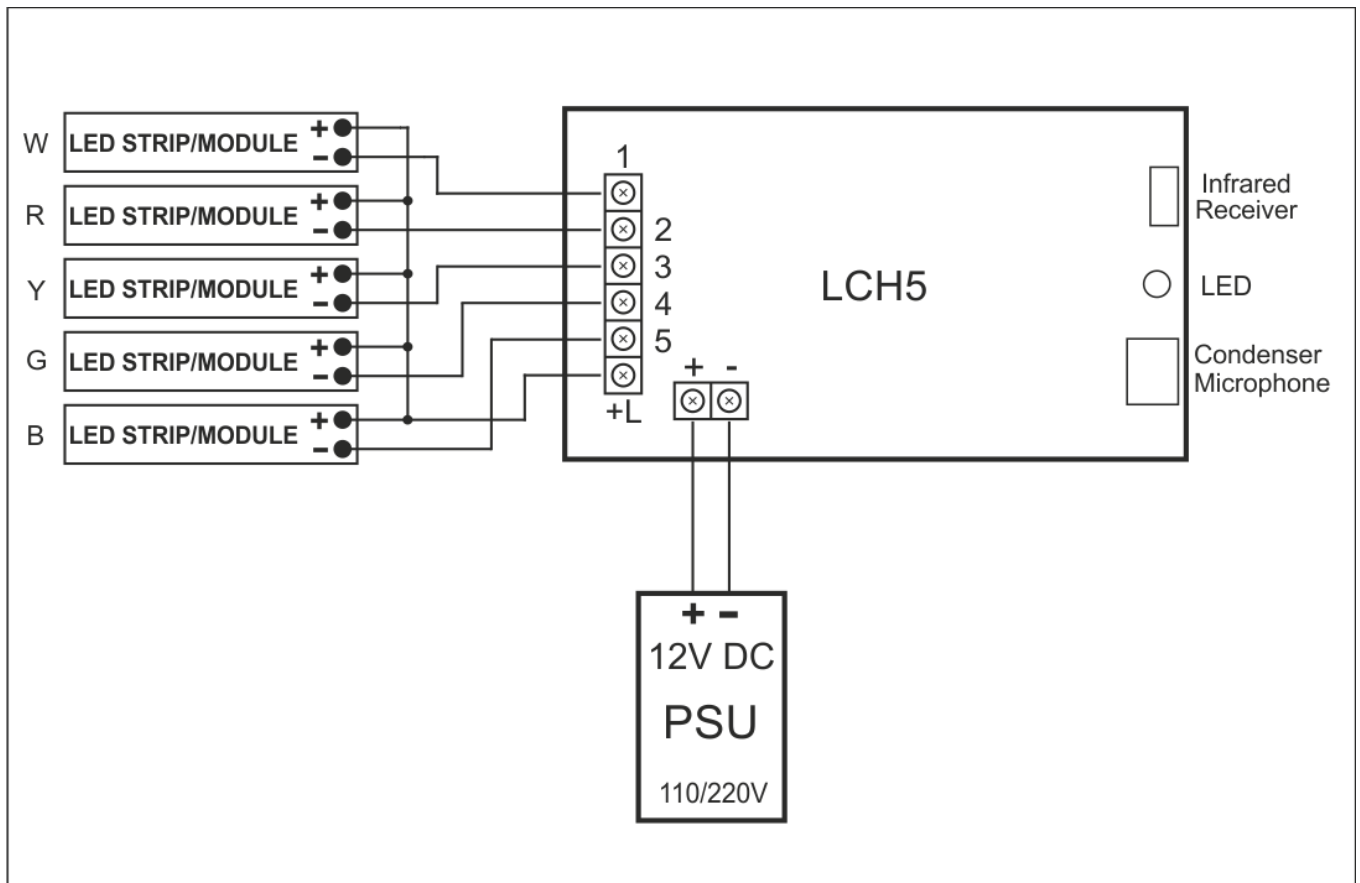 W LED STRIP/MODULE + -
R LED STRIP/MODULE + -
Y LED STRIP/MODULE + -
G LED STRIP/MODULE + -
B LED STRIP/MODULE + -
1
2
3
4
5
+L
+ -
LCH5
Infrared
Receiver
LED
Condenser
Microphone
+ -
12V DC
PSU
110/220V